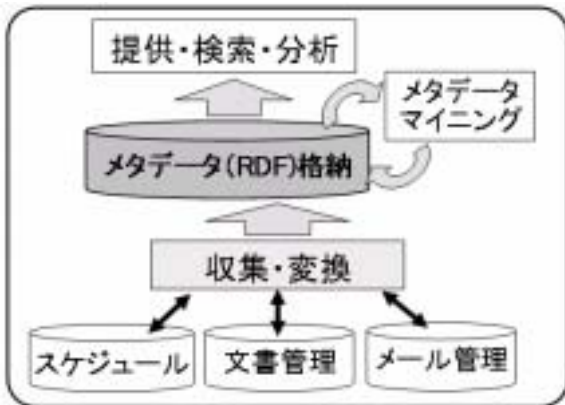 提供・検索・分析
メタデータ
マイニング
メタデータ(RDF)格納
収集・変換
スケジュール
文書管理
メール管理